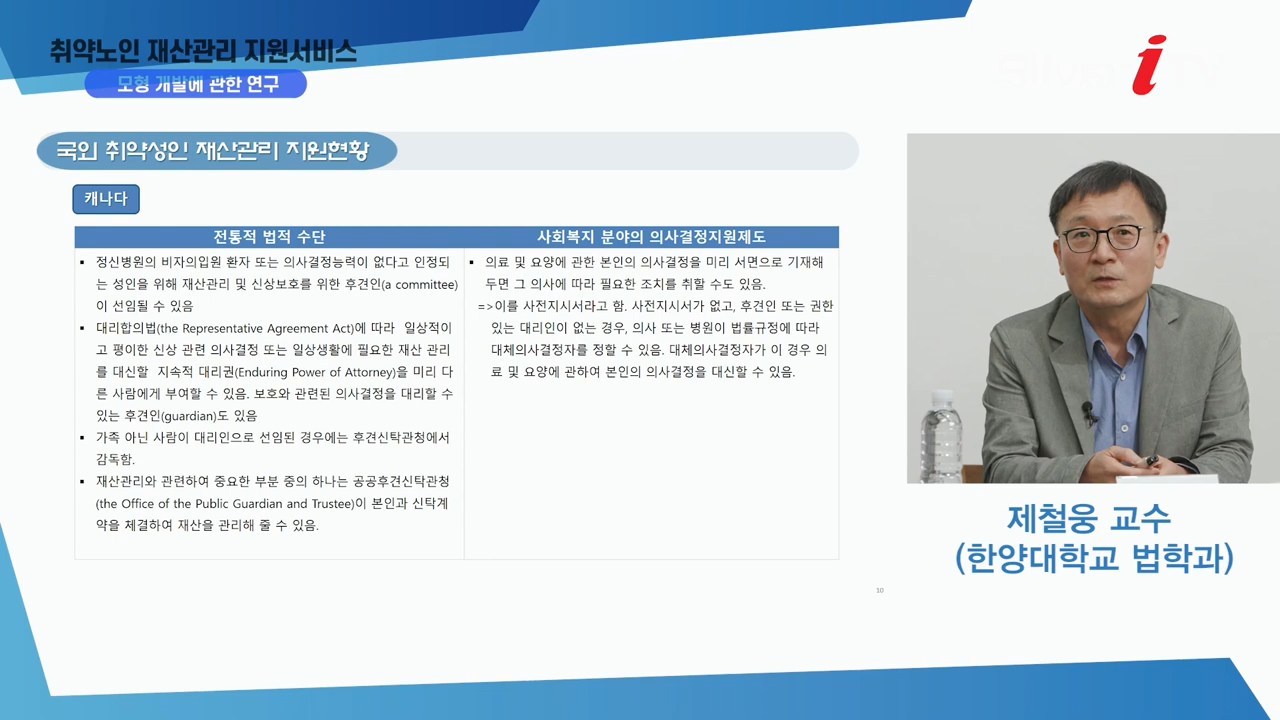 취약노인 재산관리 지원서비스
모형 개발에 관한 연구
국외 취약성인 재산관리 지원현황
캐나다
전통적 법적 수단
▪ 정신병원의 비자의입원 환자 또는 의사결정능력이 없다고 인정되
는 성인을 위해 재산관리 및 신상보호를 위한 후견인(a committee)
이 선임될 수 있음
▪ 대리합의법(the Representative Agreement Act)에 따라 일상적이
고 평이한 신상 관련 의사결정 또는 일상생활에 필요한 재산 관리
를 대신할 지속적 대리권(Enduring Power of Attorney)을 미리 다
른 사람에게 부여할 수 있음. 보호와 관련된 의사결정을 대리할 수
있는 후견인(guardian)도 있음
▪ 가족 아닌 사람이 대리인으로 선임된 경우에는 후견신탁관청에서
감독함.
▪ 재산관리와 관련하여 중요한 부분 중의 하나는 공공후견신탁관청
(the Office of the Public Guardian and Trustee)이 본인과 신탁계
약을 체결하여 재산을 관리해 줄 수 있음.
사회복지 분야의 의사결정지원제도
▪ 의료 및 요양에 관한 본인의 의사결정을 미리 서면으로 기재해
두면 그 의사에 따라 필요한 조치를 취할 수도 있음.
=>이를 사전지시서라고 함. 사전지시서가 없고, 후견인 또는 권한
있는 대리인이 없는 경우, 의사 또는 병원이 법률규정에 따라
대체의사결정자를 정할 수 있음. 대체의사결정자가 이 경우 의
료 및 요양에 관하여 본인의 의사결정을 대신할 수 있음.
10
Silver i TV
제철웅 교수
(한양대학교 법학과)